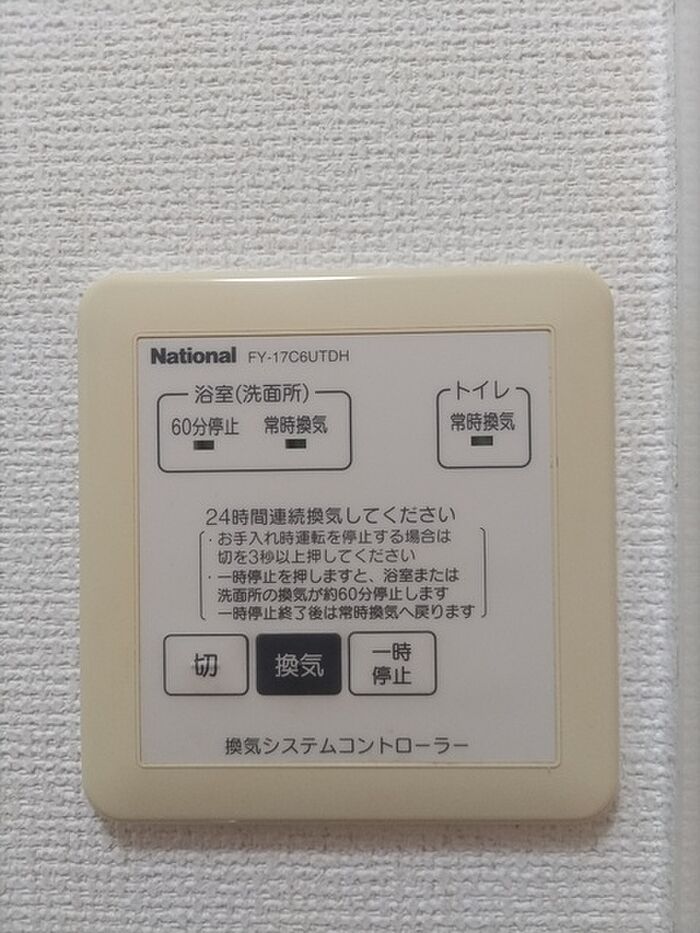 National FY-17C6UTDH
浴室(洗面所)
60分停止 常時換気
トイレ
常時換気
24時間連続換気してください
・お手入れ時運転を停止する場合は
切を3秒以上押してください
・一時停止を押しますと、浴室または
洗面所の換気が約60分停止します
一時停止終了後は常時換気へ戻ります
切
換気
一時
停止
換気システムコントローラー